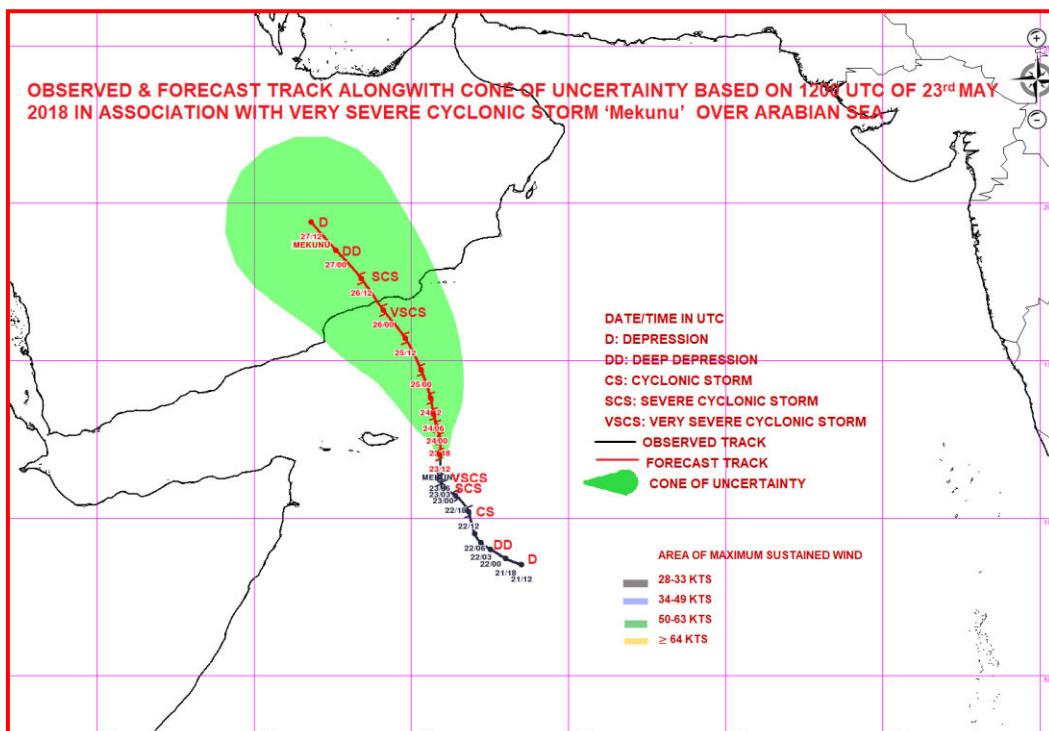 OBSERVED & FORECAST TRACK ALONGWITH CONE OF UNCERTAINTY BASED ON 1200 UTC OF 23rd MAY
2018 IN ASSOCIATION WITH VERY SEVERE CYCLONIC STORM ‘Mekunu’ OVER ARABIAN SEA
D
27/12
MEKUNU
DD
27/00
SCS
26/12
VSCS
26/00
25/12
25/00
24/12
24/06
24/00
23/18
23/12
VSCS
SCS
23/03
23/00
22/18
CS
22/12
22/06
DD
22/03
22/00
D
21/18
21/12
DATE/TIME IN UTC
D: DEPRESSION
DD: DEEP DEPRESSION
CS: CYCLONIC STORM
SCS: SEVERE CYCLONIC STORM
VSCS: VERY SEVERE CYCLONIC STORM
OBSERVED TRACK
FORECAST TRACK
CONE OF UNCERTAINTY
AREA OF MAXIMUM SUSTAINED WIND
28-33 KTS
34-49 KTS
50-63 KTS
≥ 64 KTS